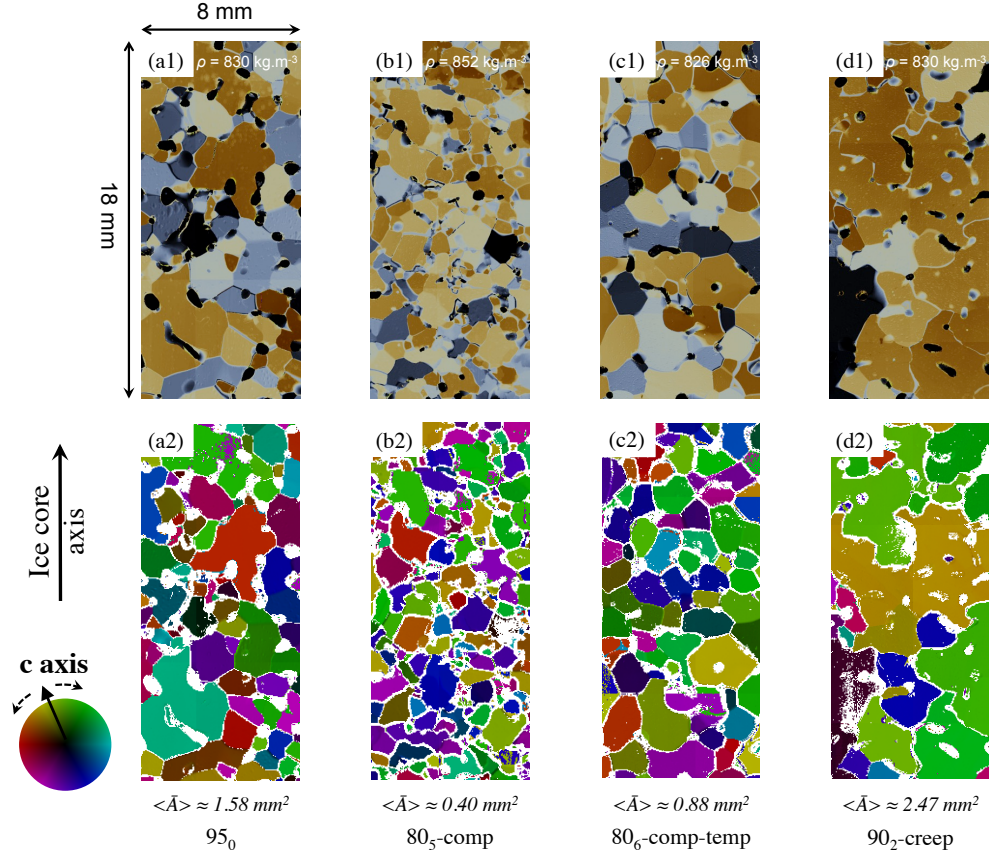 8 mm
18 mm
(a1) ρ = 830 kg.m-3
(b1) ρ = 852 kg.m-3
(c1) ρ = 826 kg.m-3
(d1) ρ = 830 kg.m-3
(a2)
(b2)
(c2)
(d2)
Ice core
axis
c axis
<Ā> ≈ 1.58 mm²
<Ā> ≈ 0.40 mm²
<Ā> ≈ 0.88 mm²
<Ā> ≈ 2.47 mm²
95₀
80₅-comp
80₆-comp-temp
90₂-creep